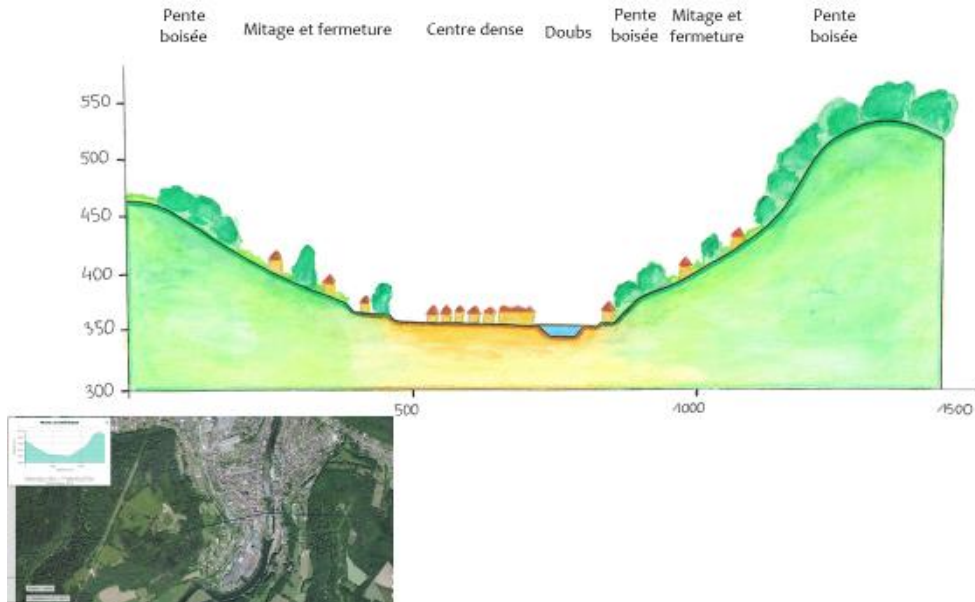 Pente
boisée
Mitage et fermeture
Centre dense
Doubs
Pente
boisée
Mitage et
fermeture
Pente
boisée
550
500
450
400
350
300
500
1000
1500